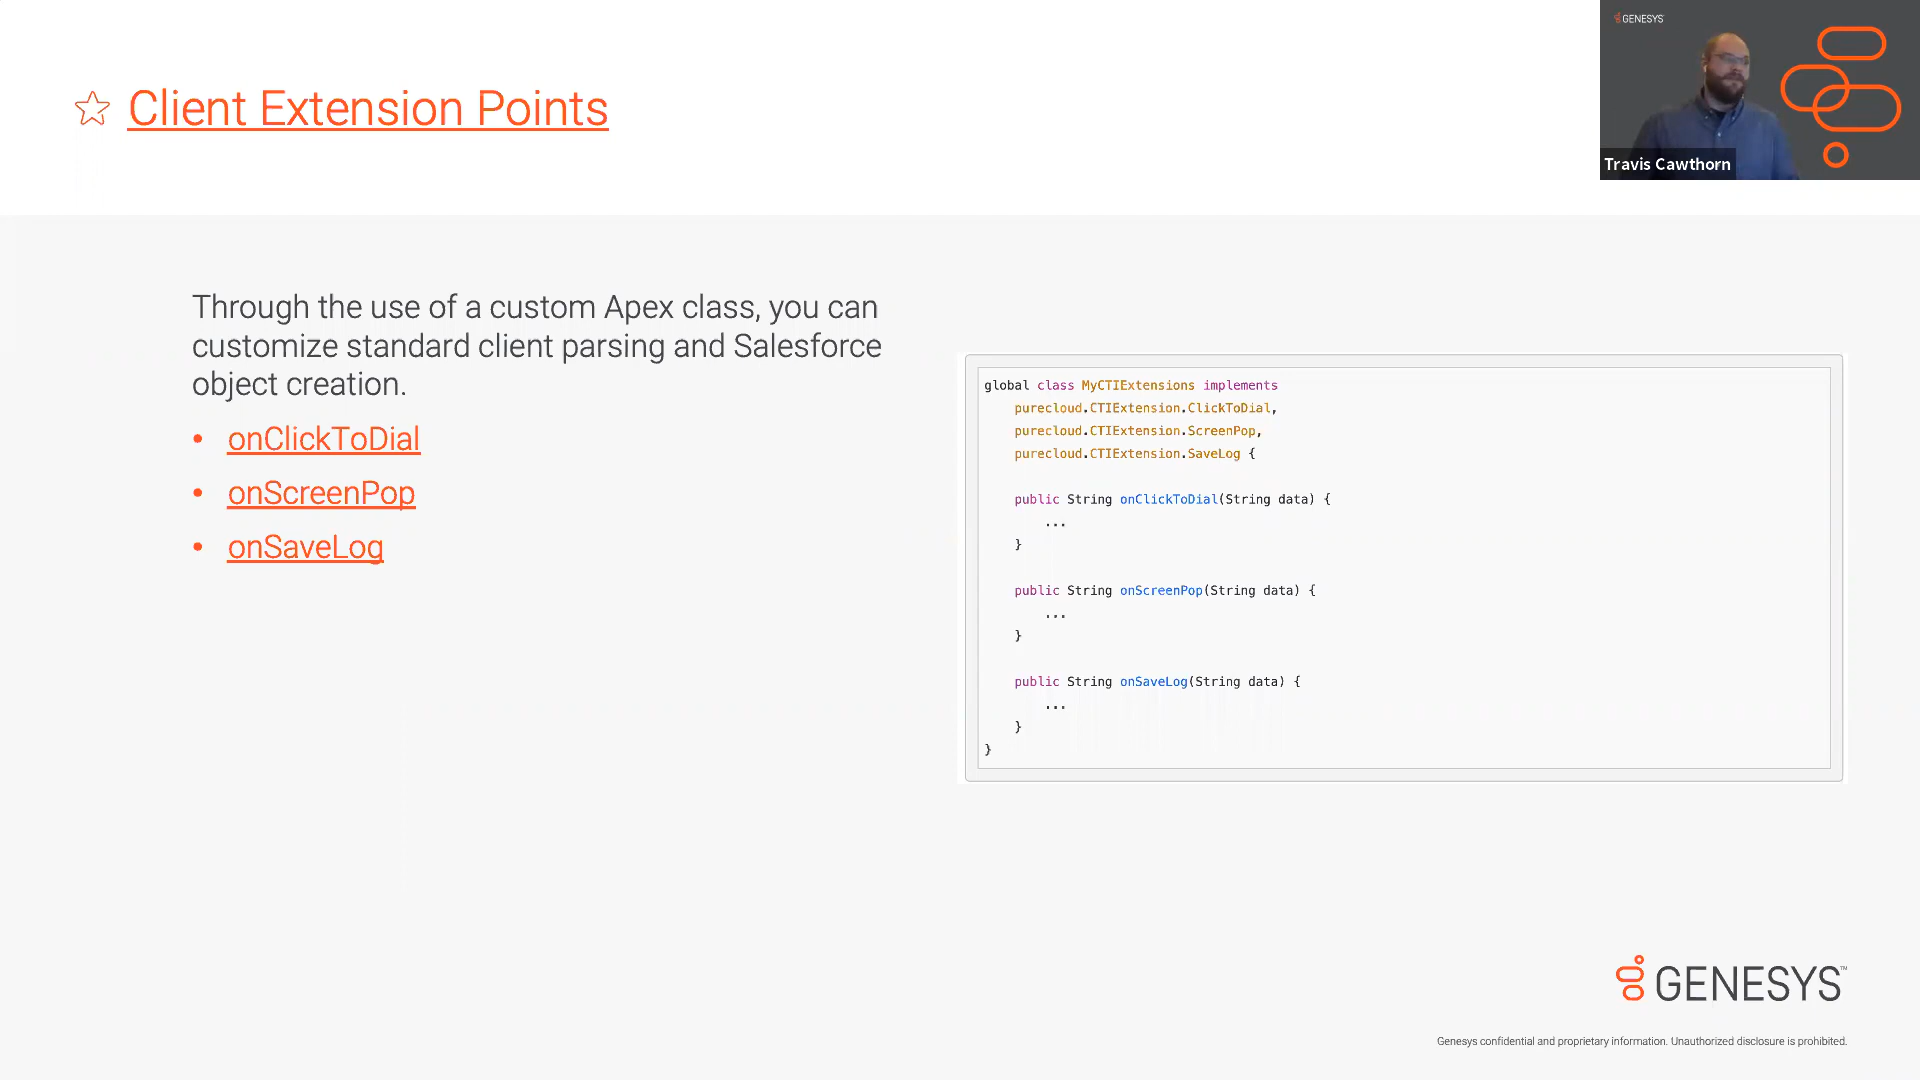 GENESYS
Client Extension Points
Travis Cawthorn
Through the use of a custom Apex class, you can
customize standard client parsing and Salesforce
object creation.
• onClickToDial
• onScreenPop
• onSaveLog
global class MyCTIExtensions implements
    purecloud.CTIExtension.ClickToDial,
    purecloud.CTIExtension.ScreenPop,
    purecloud.CTIExtension.SaveLog {
    public String onClickToDial(String data) {
        ...
    }
    public String onScreenPop(String data) {
        ...
    }
    public String onSaveLog(String data) {
        ...
    }
}
GENESYS™
Genesys confidential and proprietary information. Unauthorized disclosure is prohibited.